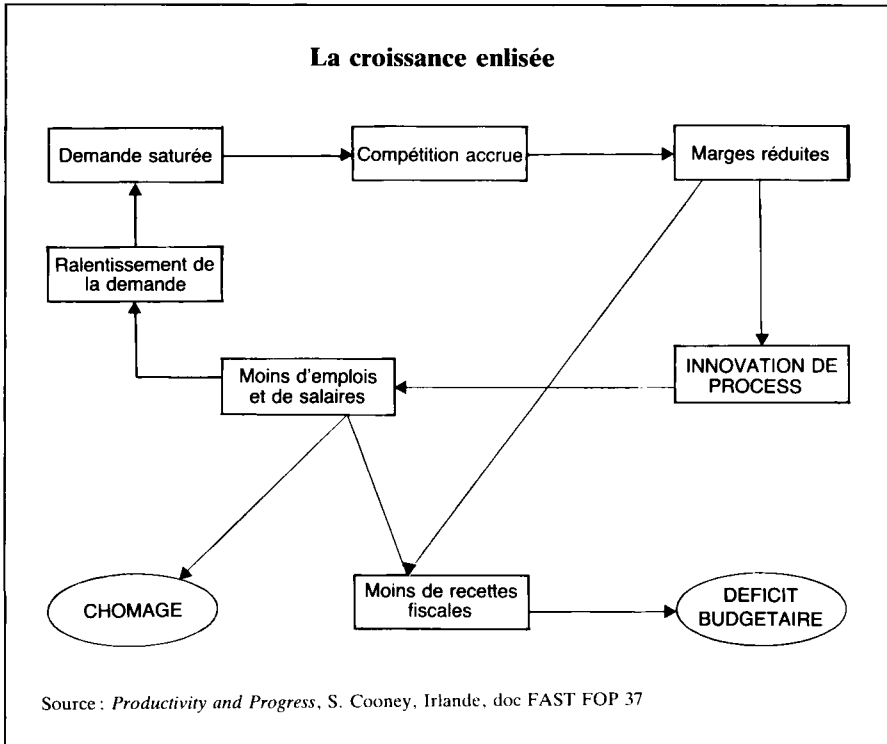 La croissance enlisée
Demande saturée
Compétition accrue
Marges réduites
Ralentissement de
la demande
Moins d'emplois
et de salaires
INNOVATION DE
PROCESS
CHOMAGE
Moins de recettes
fiscales
DEFICIT
BUDGETAIRE
Source : Productivity and Progress, S. Cooney, Irlande, doc FAST FOP 37